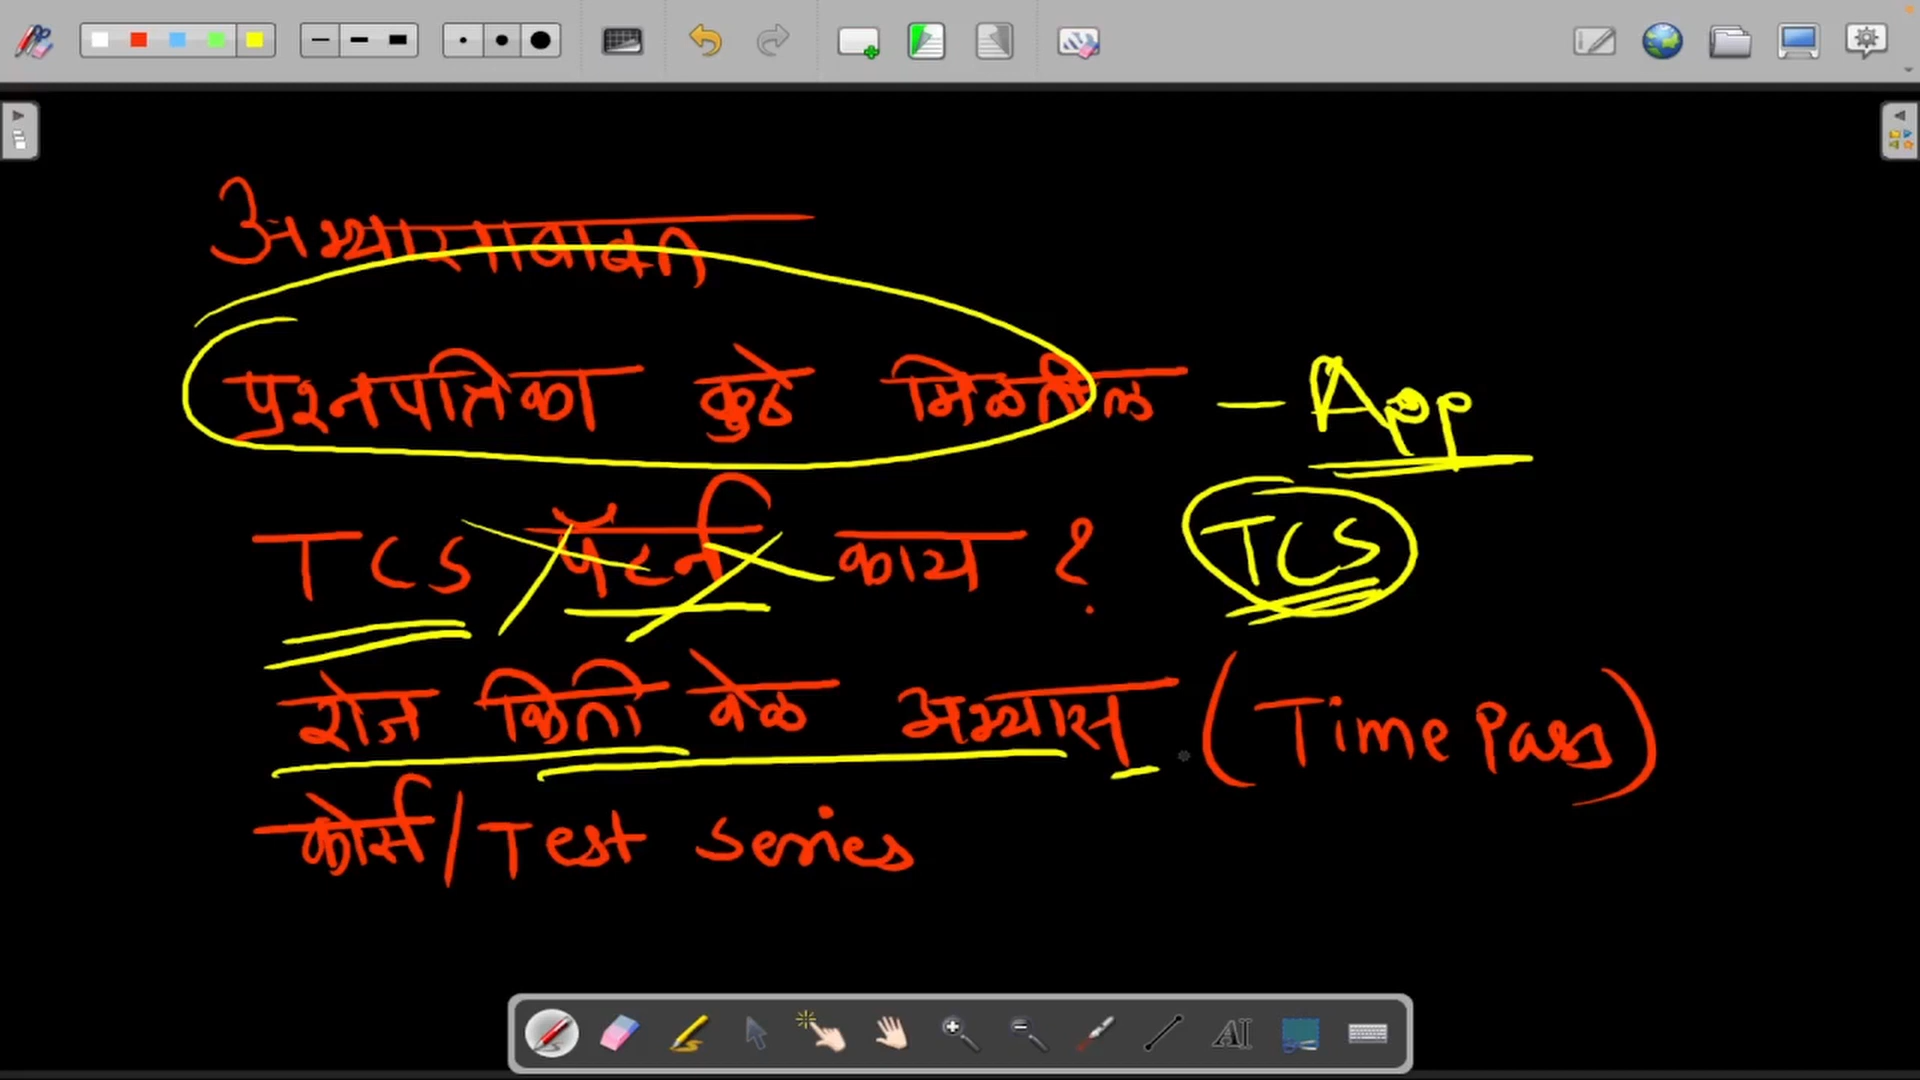 अभ्यासाबाबत
प्रश्नपत्रिका कुठे मिळतील - App
TCS पॅटर्न काय ? TCS
रोज किती वेळ अभ्यास (Time Pass)
कोर्स / Test Series